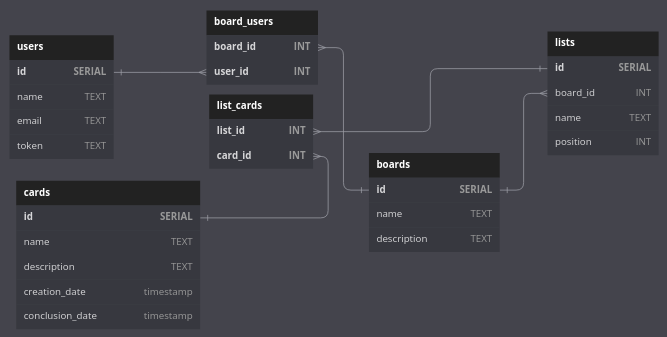 users
id SERIAL
name TEXT
email TEXT
token TEXT
board_users
board_id INT
user_id INT
list_cards
list_id INT
card_id INT
lists
id SERIAL
board_id INT
name TEXT
position INT
boards
id SERIAL
name TEXT
description TEXT
cards
id SERIAL
name TEXT
description TEXT
creation_date timestamp
conclusion_date timestamp